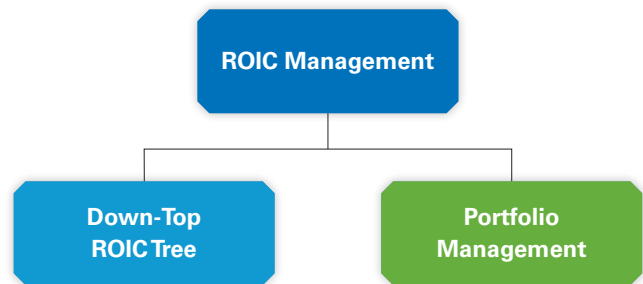 ROIC Management
Down-Top
ROIC Tree
Portfolio
Management